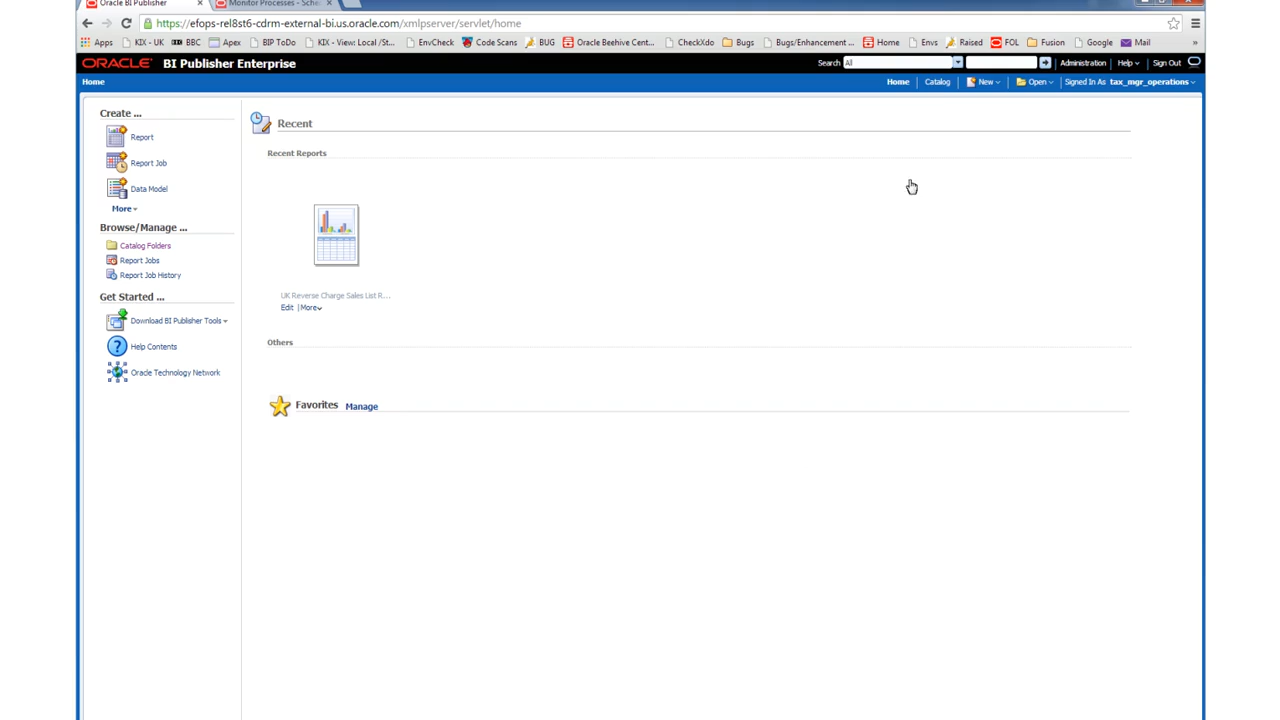 Oracle BI Publisher
Monitor Processes - Sche
https://efops-rel8st6-cdrm-external-bi.us.oracle.com/xmlpserver/servlet/home
Apps KIX - UK BBC Apex BIP ToDo KIX - View: Local /St... EnvCheck Code Scans BUG Oracle Beehive Cent... CheckXdo Bugs Bugs/Enhancement ... Home Envs Raised FOL Fusion Google Mail »
ORACLE BI Publisher Enterprise Search All Administration Help Sign Out
Home Home Catalog New Open Signed In As tax_mgr_operations
Create ...
Report
Report Job
Data Model
More
Browse/Manage ...
Catalog Folders
Report Jobs
Report Job History
Get Started ...
Download BI Publisher Tools
Help Contents
Oracle Technology Network
Recent
Recent Reports
UK Reverse Charge Sales List R...
Edit | More
Others
Favorites Manage